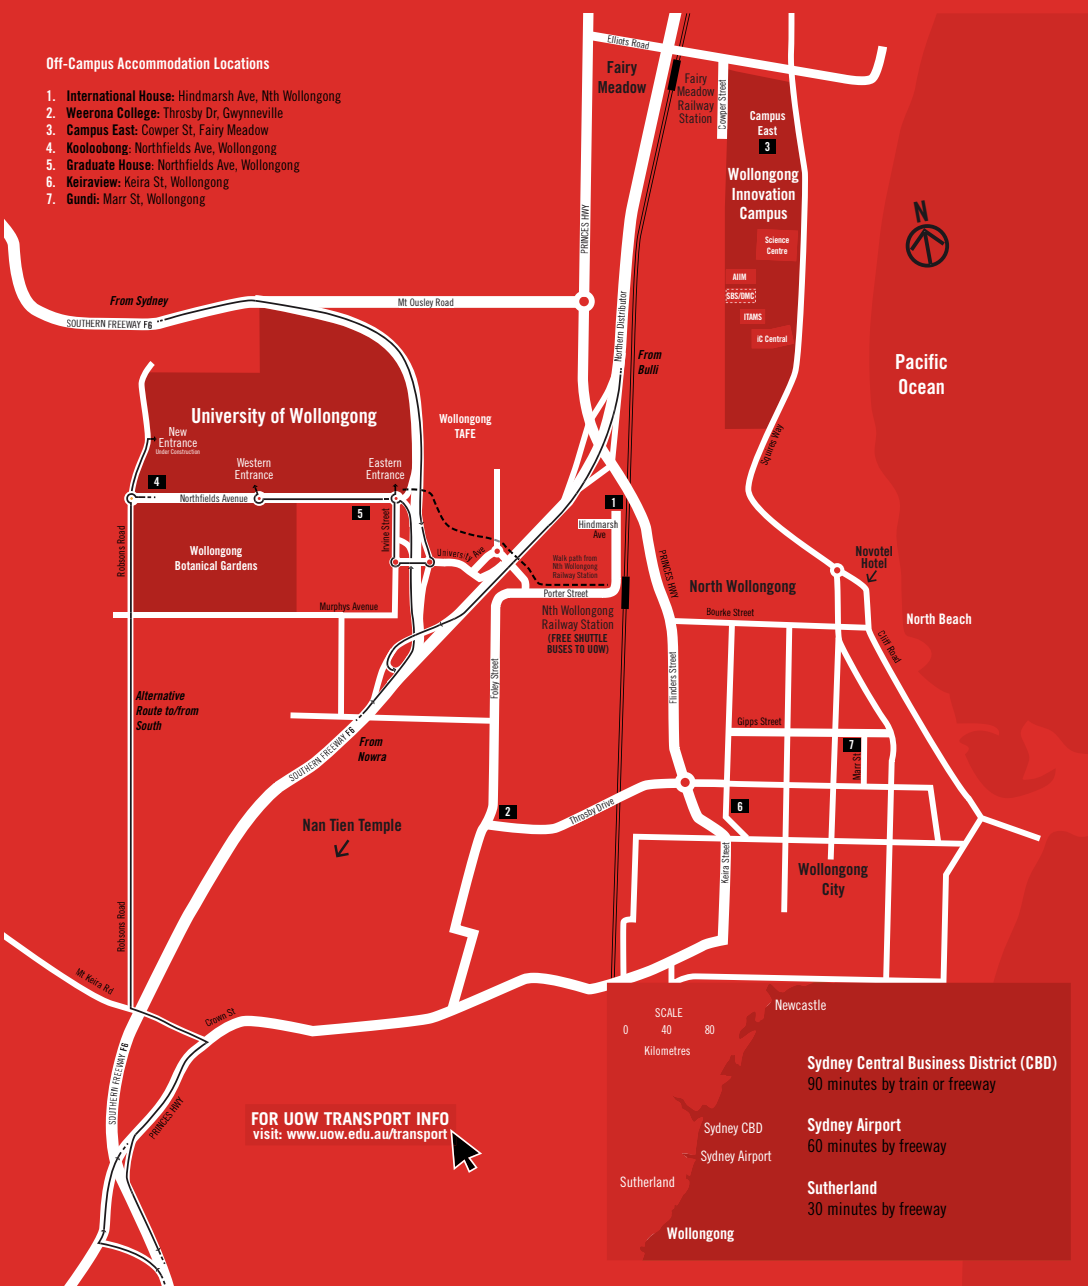 Off-Campus Accommodation Locations
1. International House: Hindmarsh Ave, Nth Wollongong
2. Weerona College: Throsby Dr, Gwynneville
3. Campus East: Cowper St, Fairy Meadow
4. Kooloobong: Northfields Ave, Wollongong
5. Graduate House: Northfields Ave, Wollongong
6. Keiraview: Keira St, Wollongong
7. Gundi: Marr St, Wollongong
Elliots Road
Fairy
Meadow
Fairy
Meadow
Railway
Station
Cowper Street
Campus
East
3
Wollongong
Innovation
Campus
Science
Centre
AIIM
SBS/DMC
ITAMS
iC Central
N
PRINCES HWY
From Sydney
SOUTHERN FREEWAY F6
Mt Ousley Road
Northern Distributor
From
Bulli
Pacific
Ocean
University of Wollongong
Wollongong
TAFE
New
Entrance
Under Construction
Western
Entrance
Eastern
Entrance
Squires Way
4
Northfields Avenue
5
1
Hindmarsh
Ave
Robsons Road
Irvine Street
University Ave
Wollongong
Botanical Gardens
Walk path from
Nth Wollongong
Railway Station
PRINCES HWY
Novotel
Hotel
North Wollongong
Porter Street
Murphys Avenue
Nth Wollongong
Railway Station
(FREE SHUTTLE
BUSES TO UOW)
Bourke Street
North Beach
Cliff Road
Foley Street
Flinders Street
Alternative
Route to/from
South
Gipps Street
From
Nowra
SOUTHERN FREEWAY F6
7
Marr St
2
Throsby Drive
6
Nan Tien Temple
Keira Street
Wollongong
City
Robsons Road
Mt Keira Rd
Crown St
SOUTHERN FREEWAY F6
PRINCES HWY
FOR UOW TRANSPORT INFO
visit: www.uow.edu.au/transport
SCALE
0 40 80
Kilometres
Newcastle
Sydney CBD
Sydney Airport
Sutherland
Wollongong
Sydney Central Business District (CBD)
90 minutes by train or freeway
Sydney Airport
60 minutes by freeway
Sutherland
30 minutes by freeway